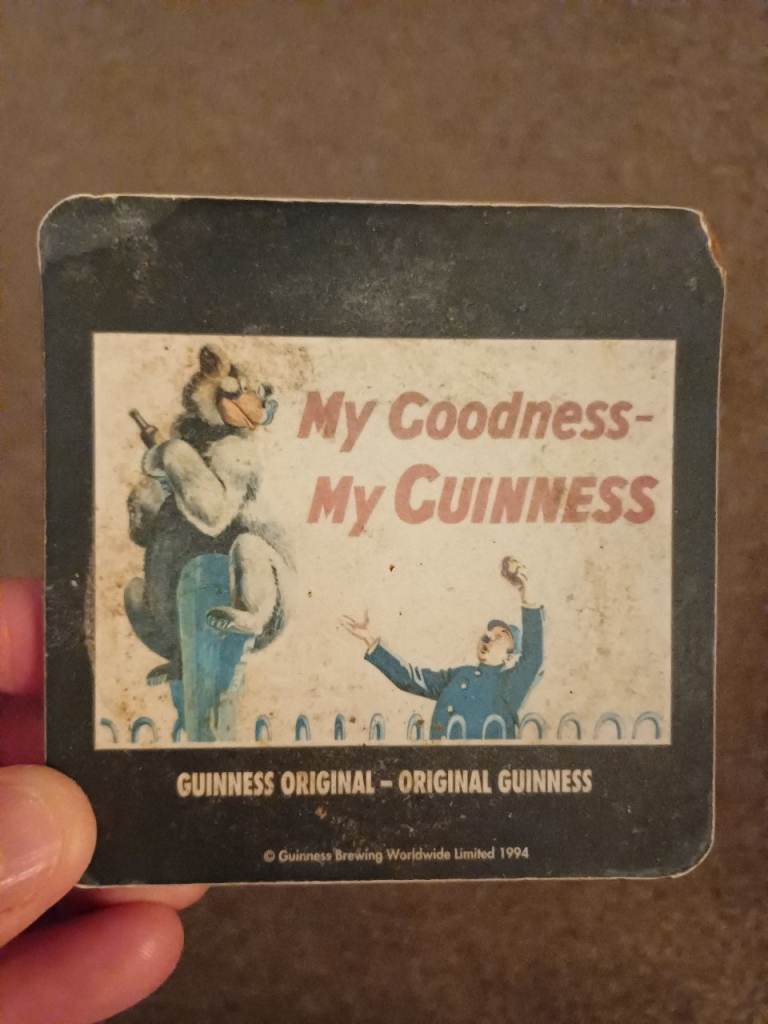 My Goodness-
My GUINNESS
GUINNESS ORIGINAL – ORIGINAL GUINNESS
© Guinness Brewing Worldwide Limited 1994